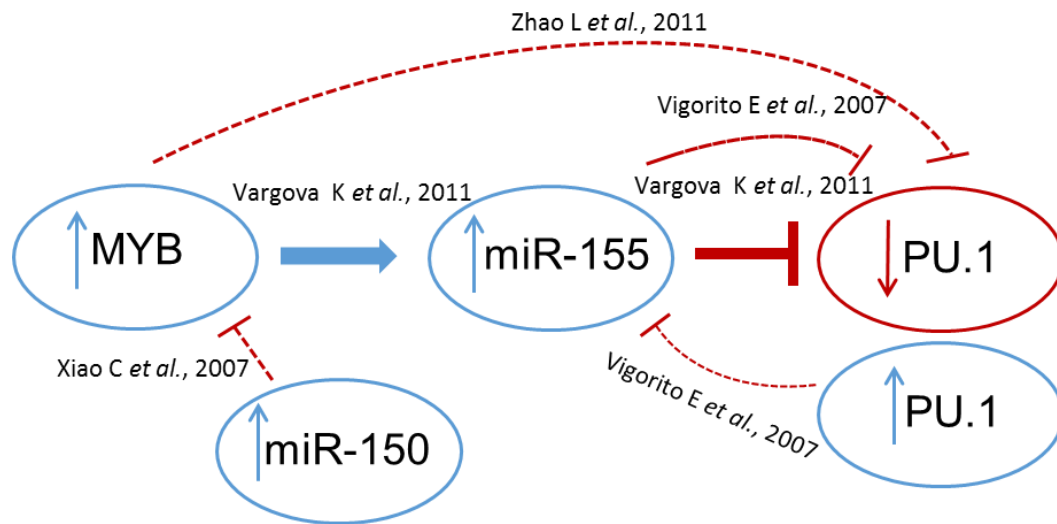 Zhao L et al., 2011
Vigorito E et al., 2007
Vargova K et al., 2011
Vargova K et al., 2011
MYB
miR-155
PU.1
Xiao C et al., 2007
Vigorito E et al., 2007
miR-150
PU.1